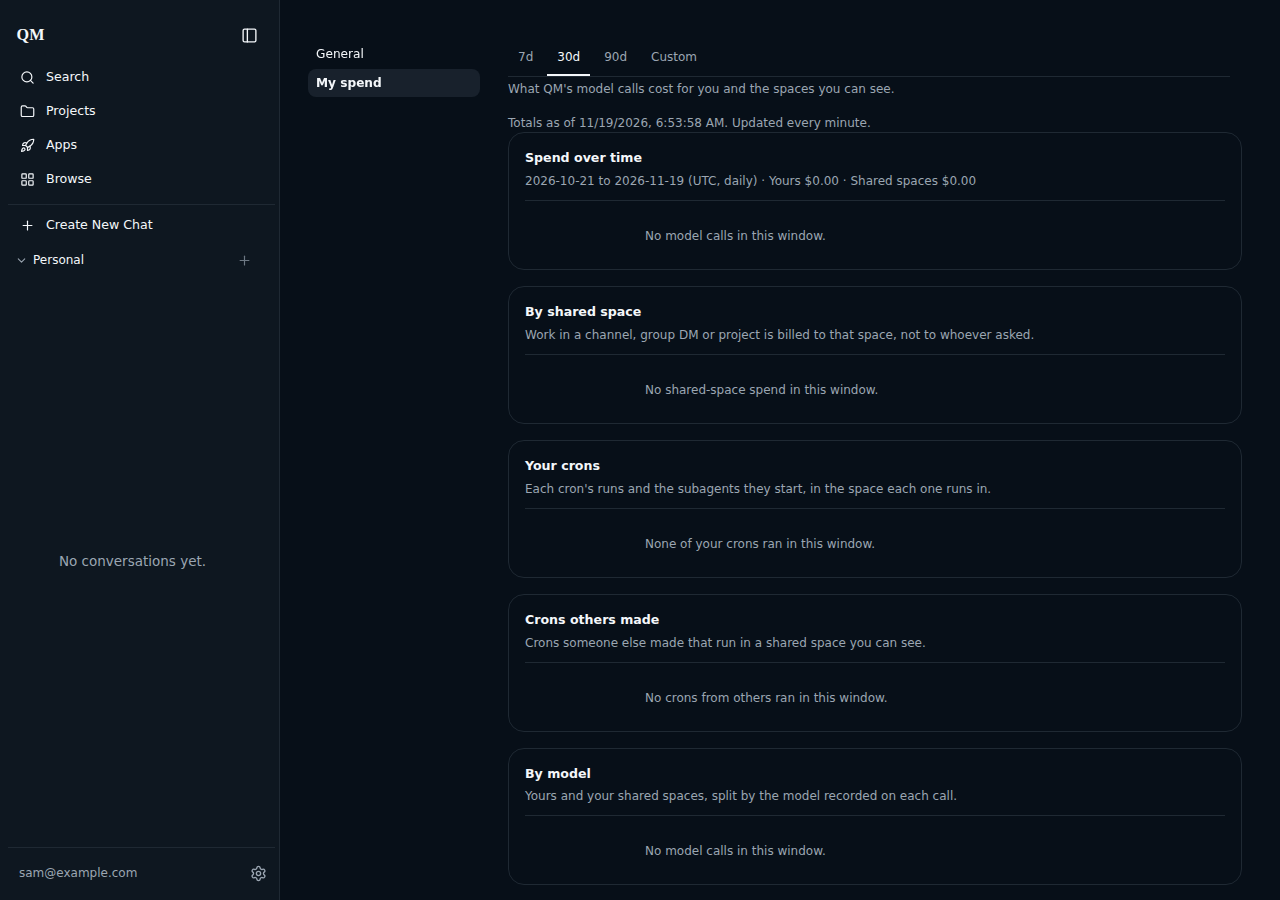 QM
Search
Projects
Apps
Browse
Create New Chat
Personal
No conversations yet.
sam@example.com
General
My spend
7d 30d 90d Custom
What QM's model calls cost for you and the spaces you can see.
Totals as of 11/19/2026, 6:53:58 AM. Updated every minute.
Spend over time
2026-10-21 to 2026-11-19 (UTC, daily) · Yours $0.00 · Shared spaces $0.00
No model calls in this window.
By shared space
Work in a channel, group DM or project is billed to that space, not to whoever asked.
No shared-space spend in this window.
Your crons
Each cron's runs and the subagents they start, in the space each one runs in.
None of your crons ran in this window.
Crons others made
Crons someone else made that run in a shared space you can see.
No crons from others ran in this window.
By model
Yours and your shared spaces, split by the model recorded on each call.
No model calls in this window.